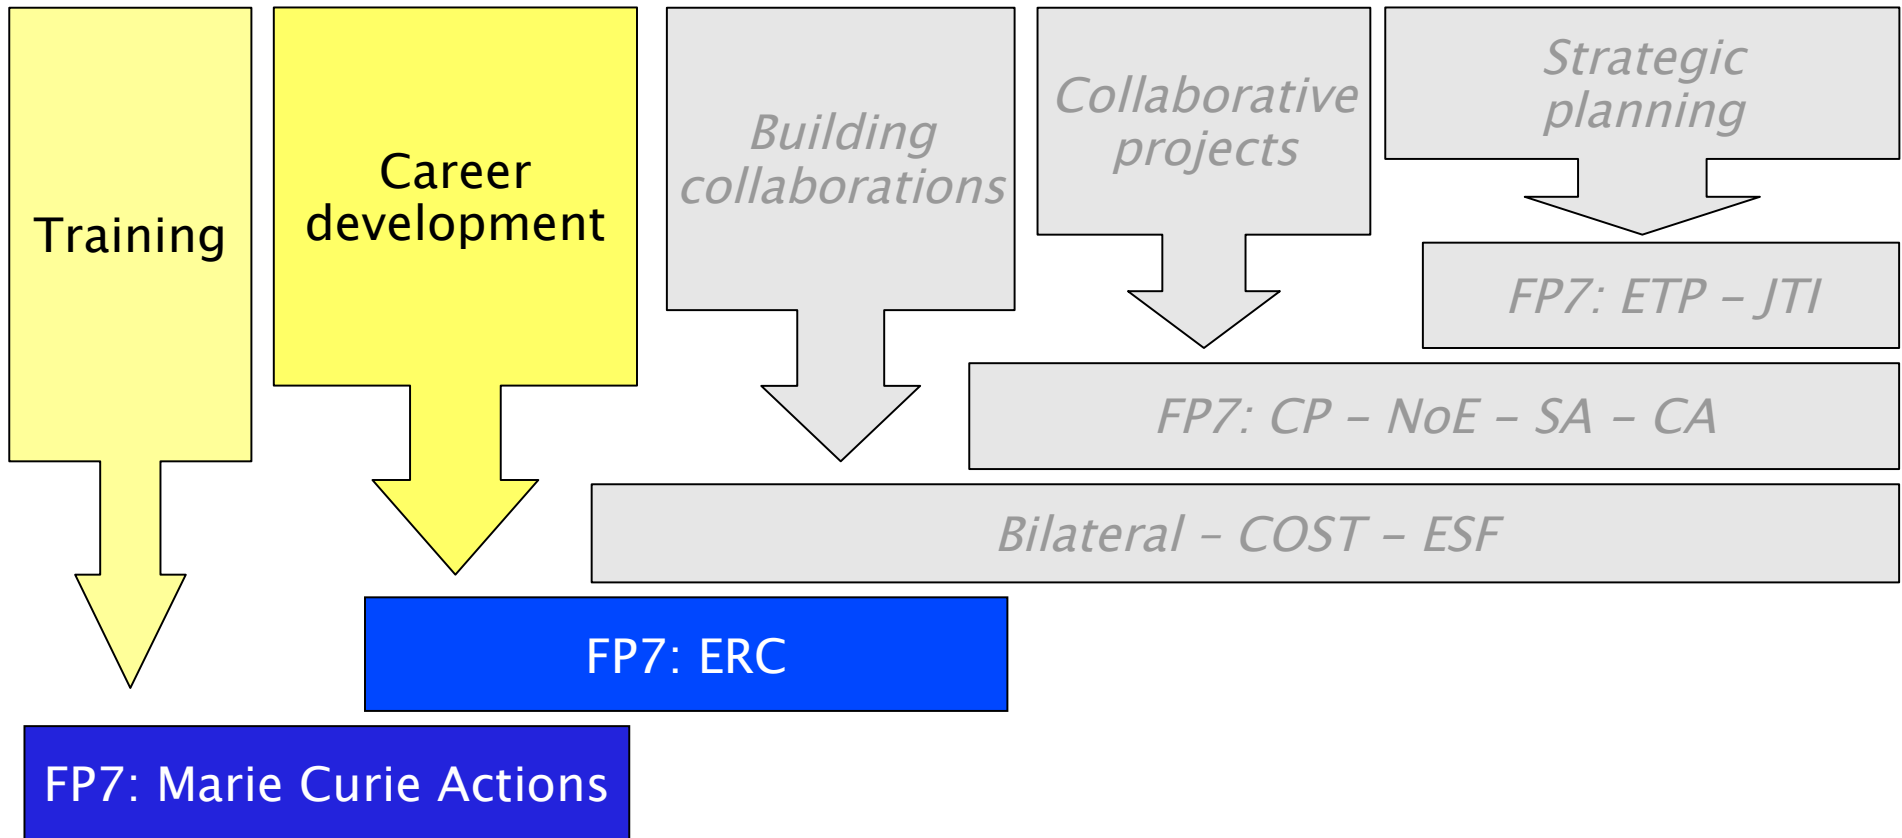 Training
Career
development
Building
collaborations
Collaborative
projects
Strategic
planning
FP7: ETP – JTI
FP7: CP – NoE – SA – CA
Bilateral – COST – ESF
FP7: ERC
FP7: Marie Curie Actions